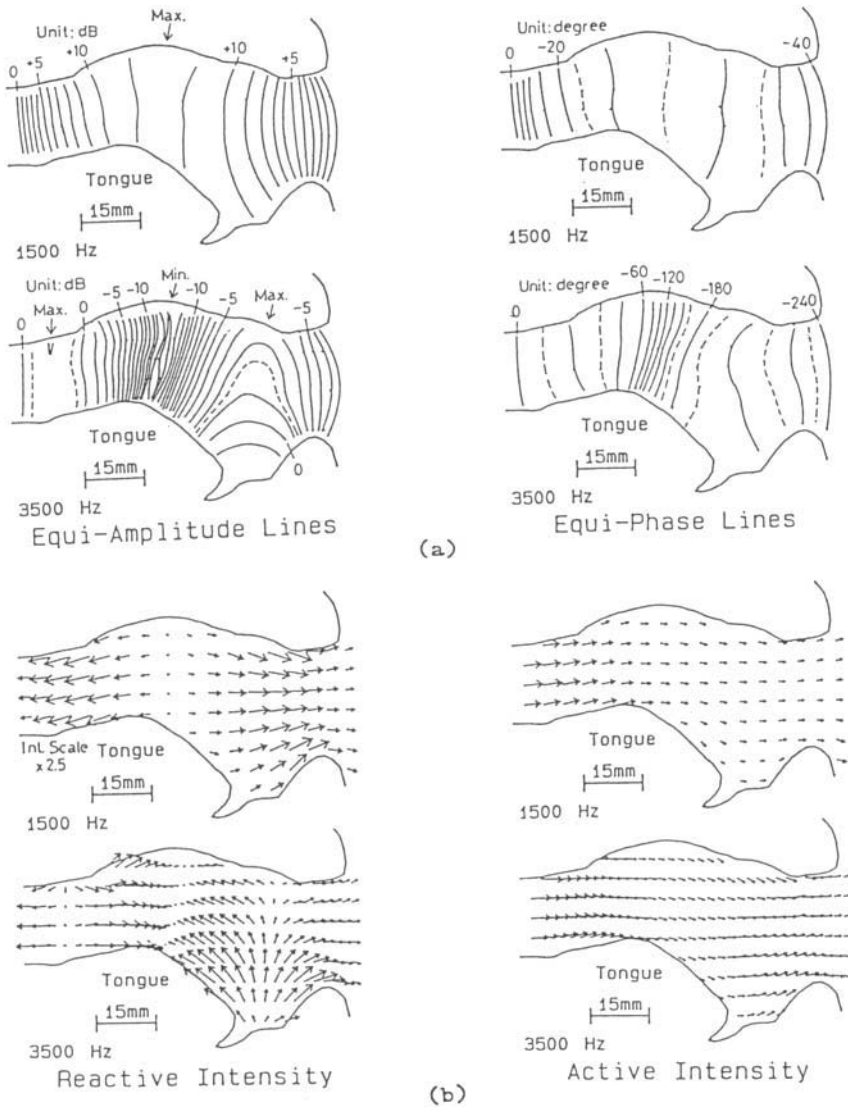 Max.
Unit: dB
+10
+10
+5
0
+5
Tongue
15mm
1500 Hz
Unit: degree
-20
0
-40
Tongue
15mm
1500 Hz
Unit: dB
Min.
-10
-10
-5
0
-5
Max.
0
Max.
-5
Tongue
0
15mm
3500 Hz
Equi-Amplitude Lines
Unit: degree
-60
-120
-180
0
-240
Tongue
15mm
3500 Hz
Equi-Phase Lines
(a)
Int. Scale
x 2.5
Tongue
15mm
1500 Hz
Tongue
15mm
1500 Hz
Tongue
15mm
3500 Hz
Reactive Intensity
Tongue
15mm
3500 Hz
Active Intensity
(b)